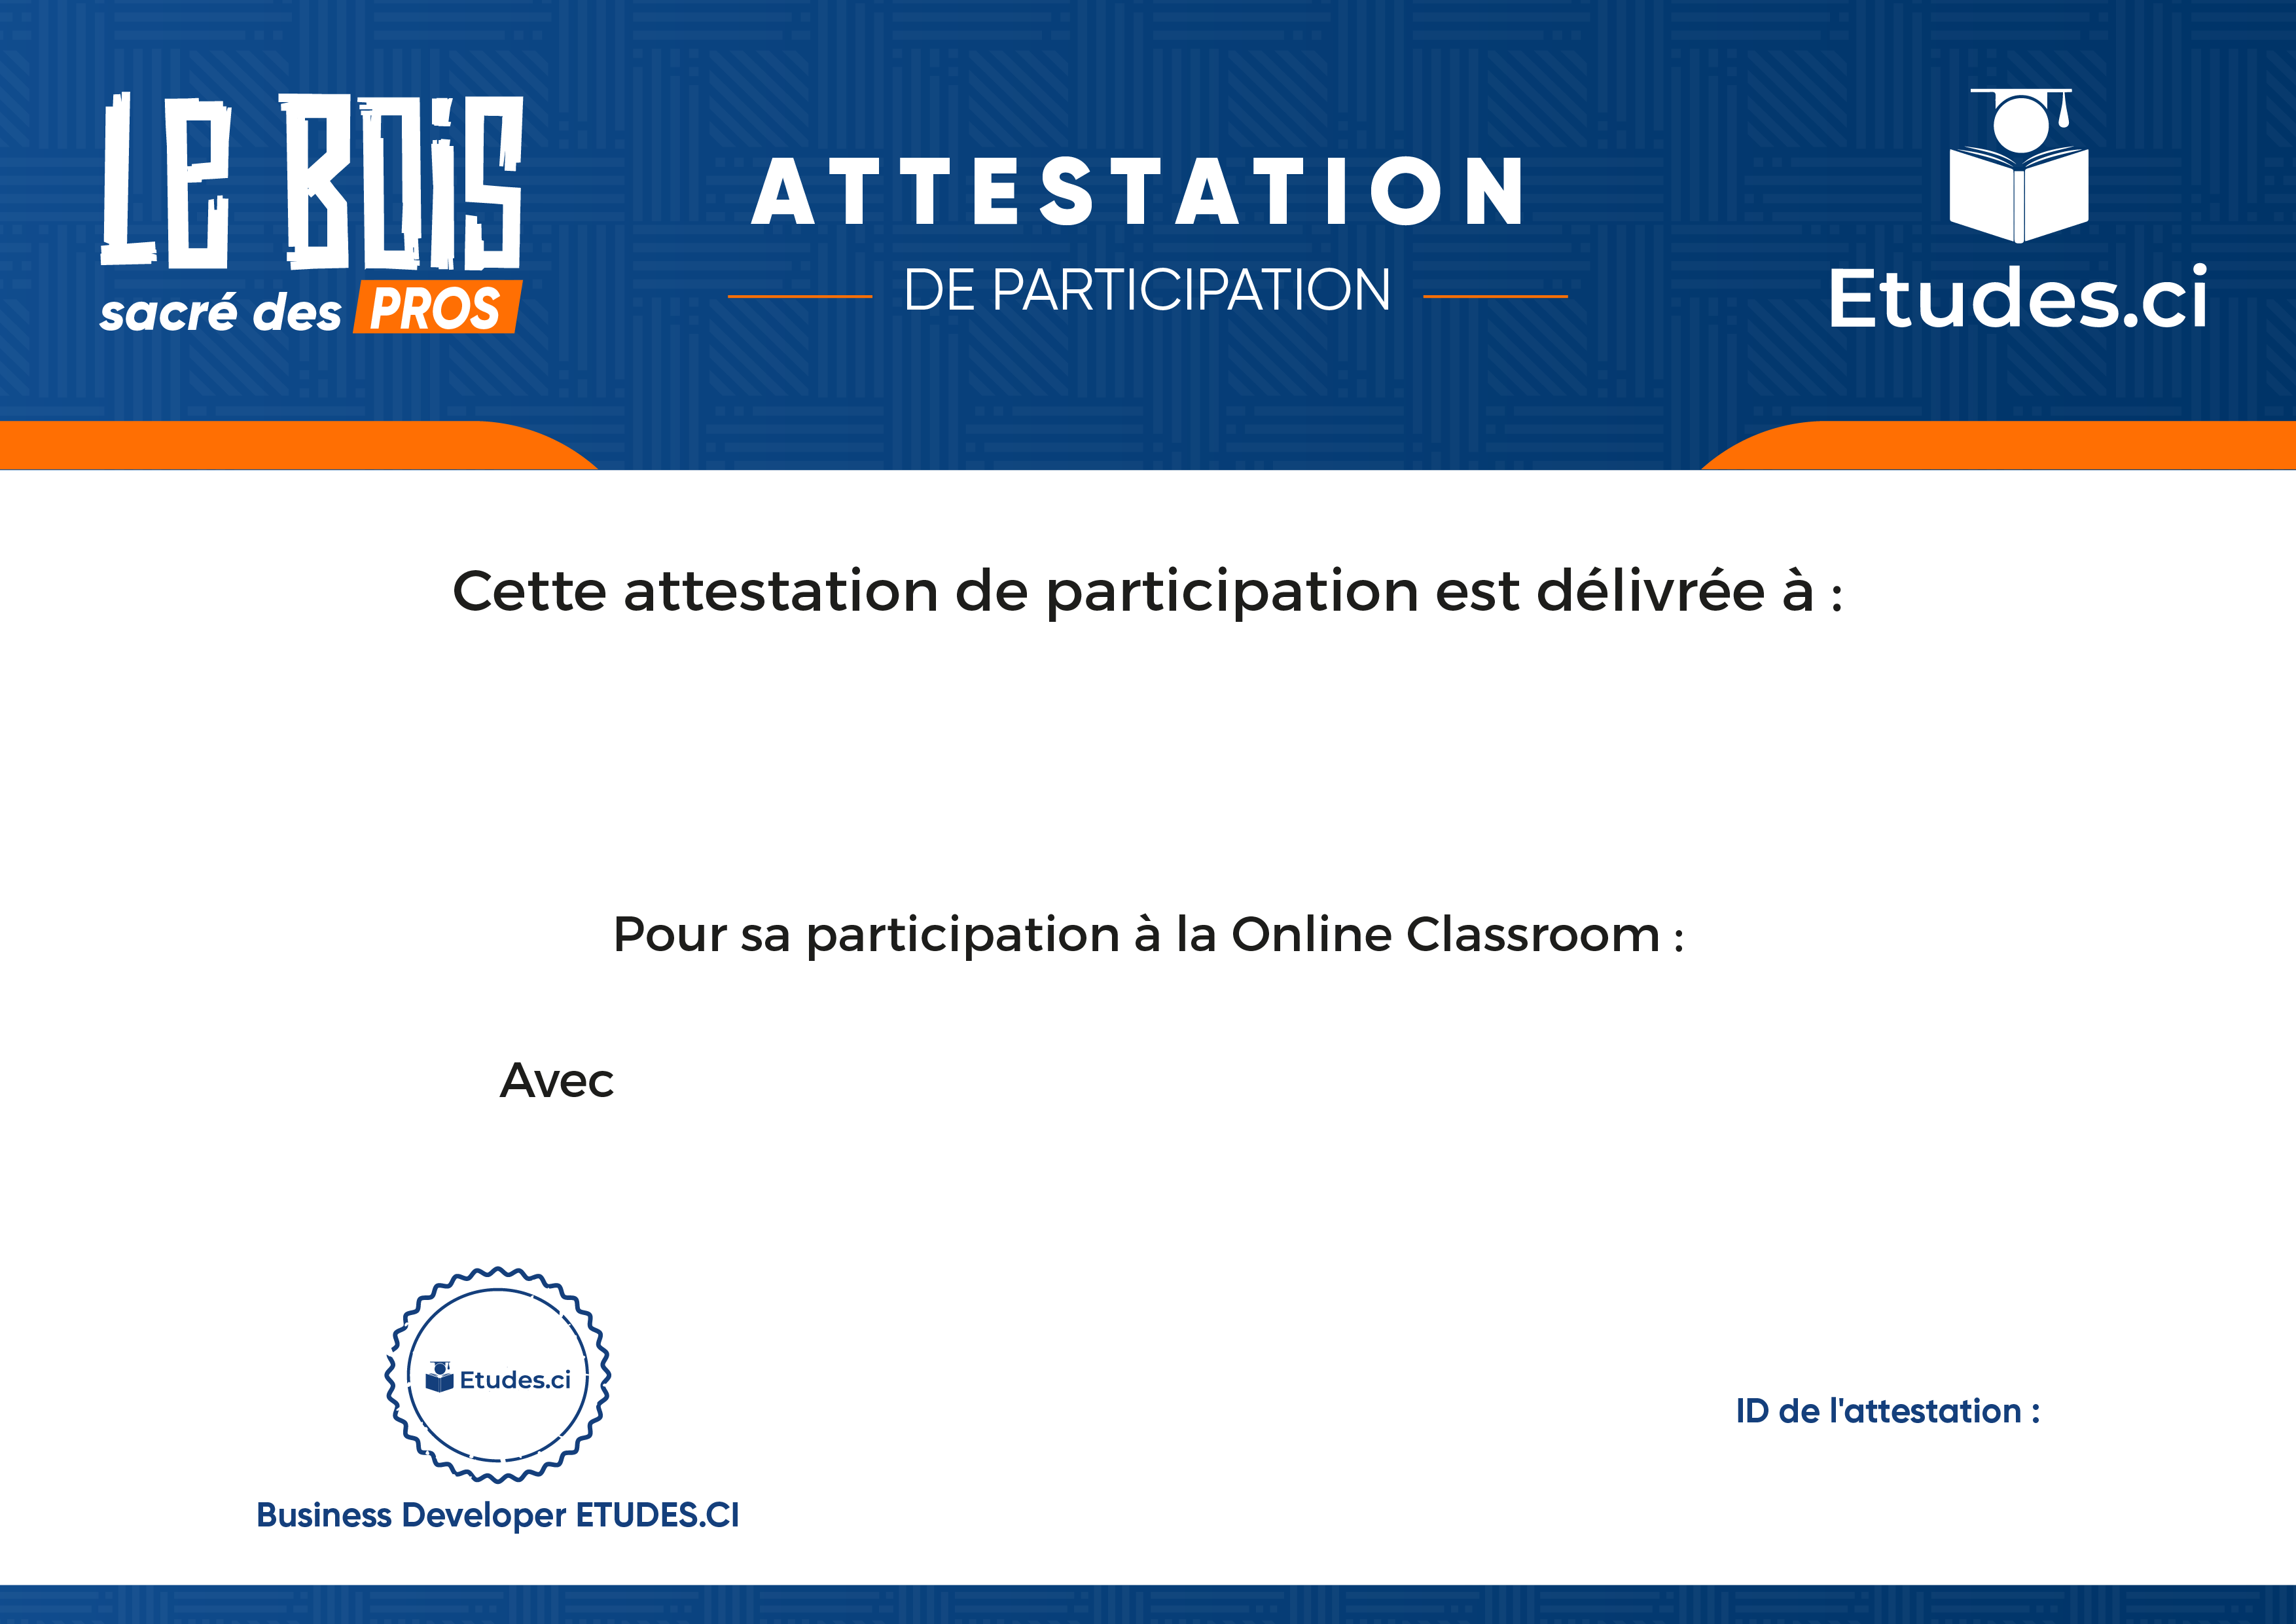 LE BOiS
sacré des PROS
ATTESTATION
DE PARTICIPATION
Etudes.ci
Cette attestation de participation est délivrée à :
Pour sa participation à la Online Classroom :
Avec
Etudes.ci
Business Developer ETUDES.CI
ID de l'attestation :